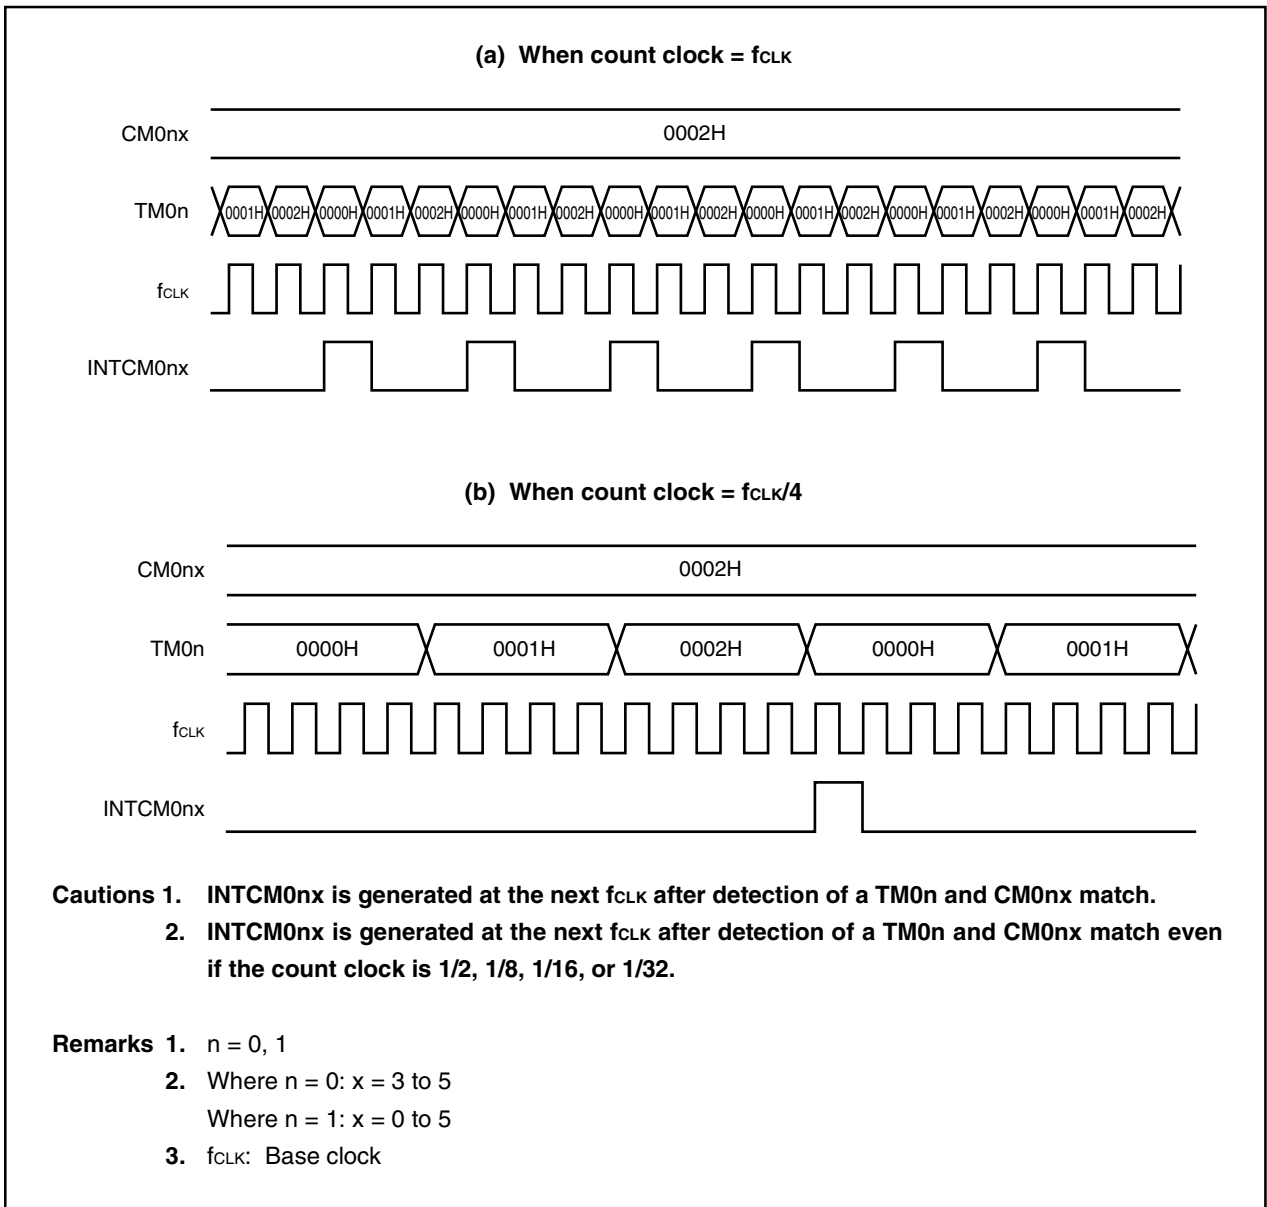 (a) When count clock = fCLK
CM0nx 0002H
TM0n 0001H 0002H 0000H 0001H 0002H 0000H 0001H 0002H 0000H 0001H 0002H 0000H 0001H 0002H 0000H 0001H 0002H 0000H 0001H 0002H
fCLK
INTCM0nx
(b) When count clock = fCLK/4
CM0nx 0002H
TM0n 0000H 0001H 0002H 0000H 0001H
fCLK
INTCM0nx
Cautions 1. INTCM0nx is generated at the next fCLK after detection of a TM0n and CM0nx match.
2. INTCM0nx is generated at the next fCLK after detection of a TM0n and CM0nx match even
if the count clock is 1/2, 1/8, 1/16, or 1/32.
Remarks 1. n = 0, 1
2. Where n = 0: x = 3 to 5
Where n = 1: x = 0 to 5
3. fCLK: Base clock